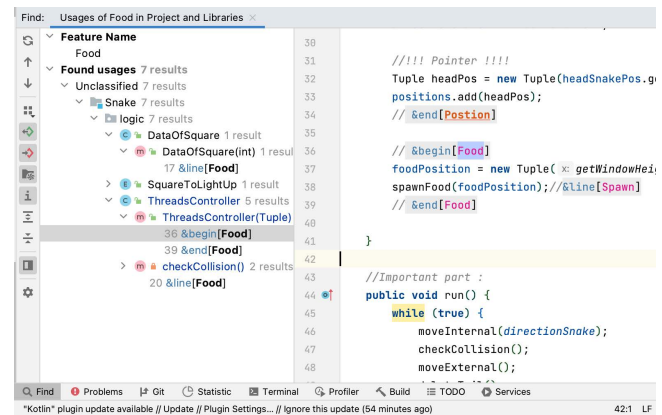 Find: Usages of Food in Project and Libraries ×
Feature Name
Food
Found usages 7 results
Unclassified 7 results
Snake 7 results
logic 7 results
DataOfSquare 1 result
DataOfSquare(int) 1 resul
17 &line[Food]
SquareToLightUp 1 result
ThreadsController 5 results
ThreadsController(Tuple)
36 &begin[Food]
39 &end[Food]
checkCollision() 2 results
20 &line[Food]
30
31 //!!! Pointer !!!!
32 Tuple headPos = new Tuple(headSnakePos.ge
33 positions.add(headPos);
34 // &end[Postion]
35
36 // &begin[Food]
37 foodPosition = new Tuple( x: getWindowHei
38 spawnFood(foodPosition);//&line[Spawn]
39 // &end[Food]
40
41 }
42
43 //Important part :
44 public void run() {
45 while (true) {
46 moveInternal(directionSnake);
47 checkCollision();
48 moveExternal();
Find Problems Git Statistic Terminal Profiler Build TODO Services
"Kotlin" plugin update available // Update // Plugin Settings... // Ignore this update (54 minutes ago) 42:1 LF